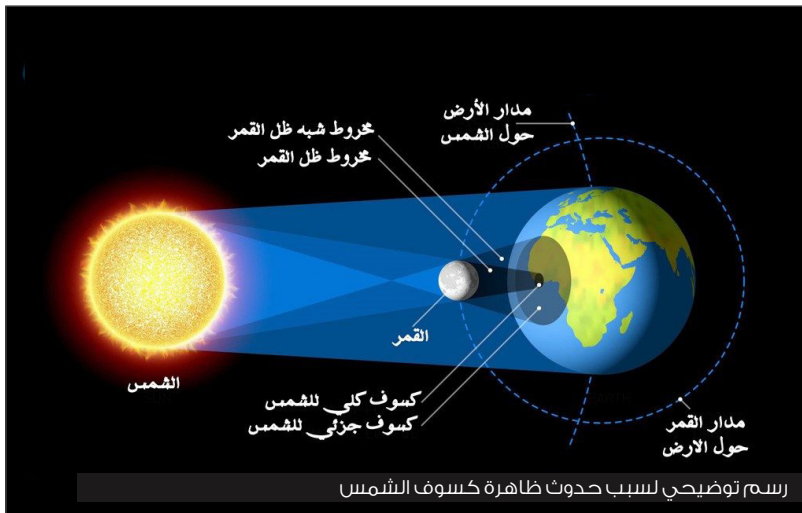 مدار الأرض
حول الشمس
مخروط شبه ظل القمر
مخروط ظل القمر
القمر
الشمس
كسوف كلي للشمس
كسوف جزئي للشمس
مدار القمر
حول الارض
رسم توضيحي لسبب حدوث ظاهرة كسوف الشمس